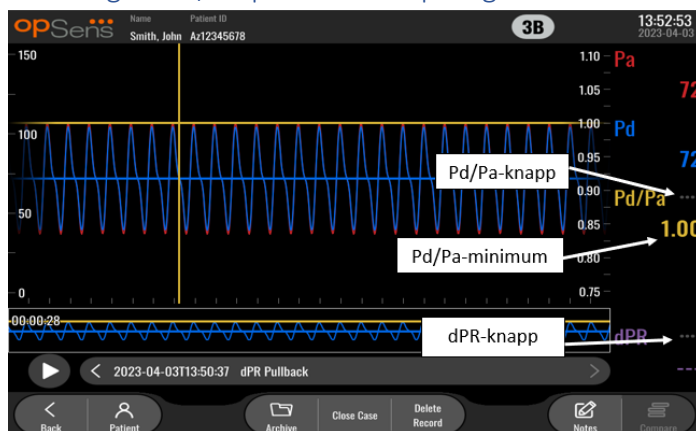 opSens
Name Patient ID
Smith, John Az12345678
3B
13:52:53
2023-04-03
150
1.10
Pa
1.05
72
1.00
Pd
100
0.95
72
Pd/Pa-knapp
0.90
---
Pd/Pa
50
0.85
1.00
Pd/Pa-minimum
0.80
0
0.75
00:00:28
dPR-knapp
dPR
---
---
2023-04-03T13:50:37 dPR Pullback
Back
Patient
Archive
Close Case
Delete
Record
Notes
Compare